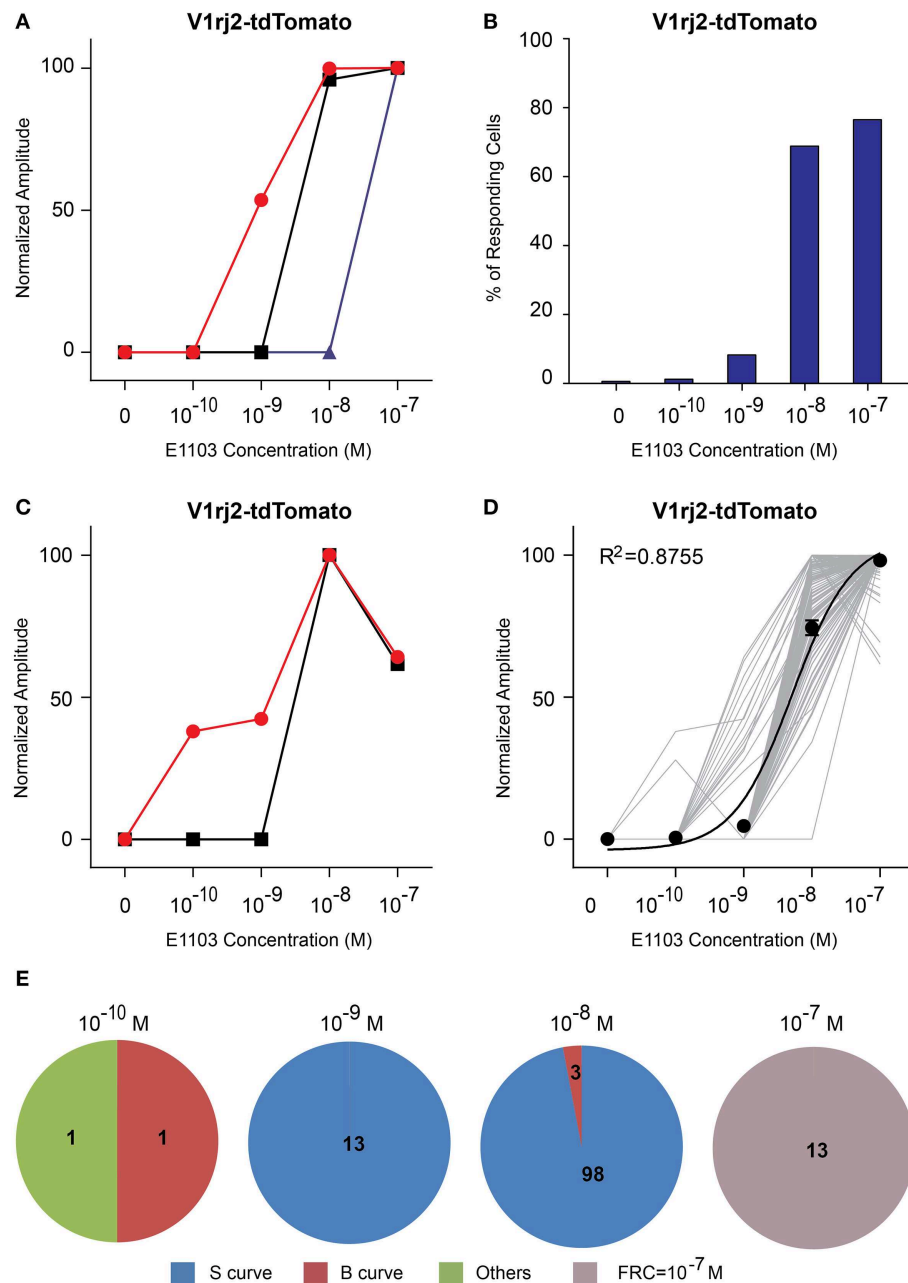 A
V1rj2-tdTomato
100
50
0
Normalized Amplitude
0 10⁻¹⁰ 10⁻⁹ 10⁻⁸ 10⁻⁷
E1103 Concentration (M)
B
V1rj2-tdTomato
100
80
60
40
20
0
% of Responding Cells
0 10⁻¹⁰ 10⁻⁹ 10⁻⁸ 10⁻⁷
E1103 Concentration (M)
C
V1rj2-tdTomato
100
50
0
Normalized Amplitude
0 10⁻¹⁰ 10⁻⁹ 10⁻⁸ 10⁻⁷
E1103 Concentration (M)
D
V1rj2-tdTomato
R²=0.8755
100
50
0
Normalized Amplitude
0 10⁻¹⁰ 10⁻⁹ 10⁻⁸ 10⁻⁷
E1103 Concentration (M)
E
10⁻¹⁰ M
1 1
10⁻⁹ M
13
10⁻⁸ M
3
98
10⁻⁷ M
13
S curve B curve Others FRC=10⁻⁷ M